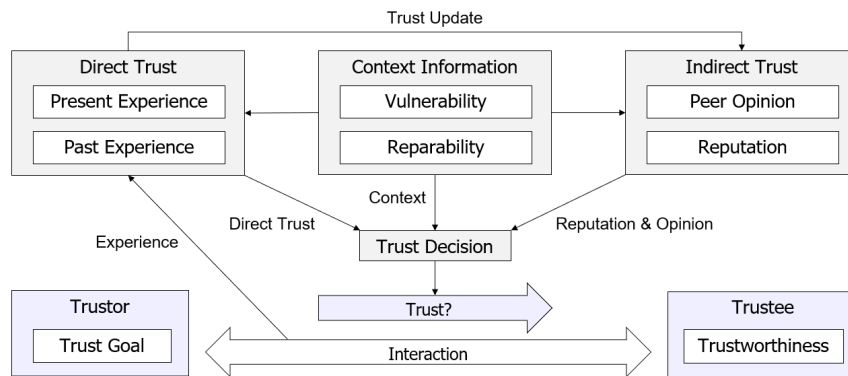 Trust Update
Direct Trust
Context Information
Indirect Trust
Present Experience
Vulnerability
Peer Opinion
Past Experience
Reparability
Reputation
Context
Experience
Direct Trust
Reputation & Opinion
Trust Decision
Trustor
Trust?
Trustee
Trust Goal
Interaction
Trustworthiness